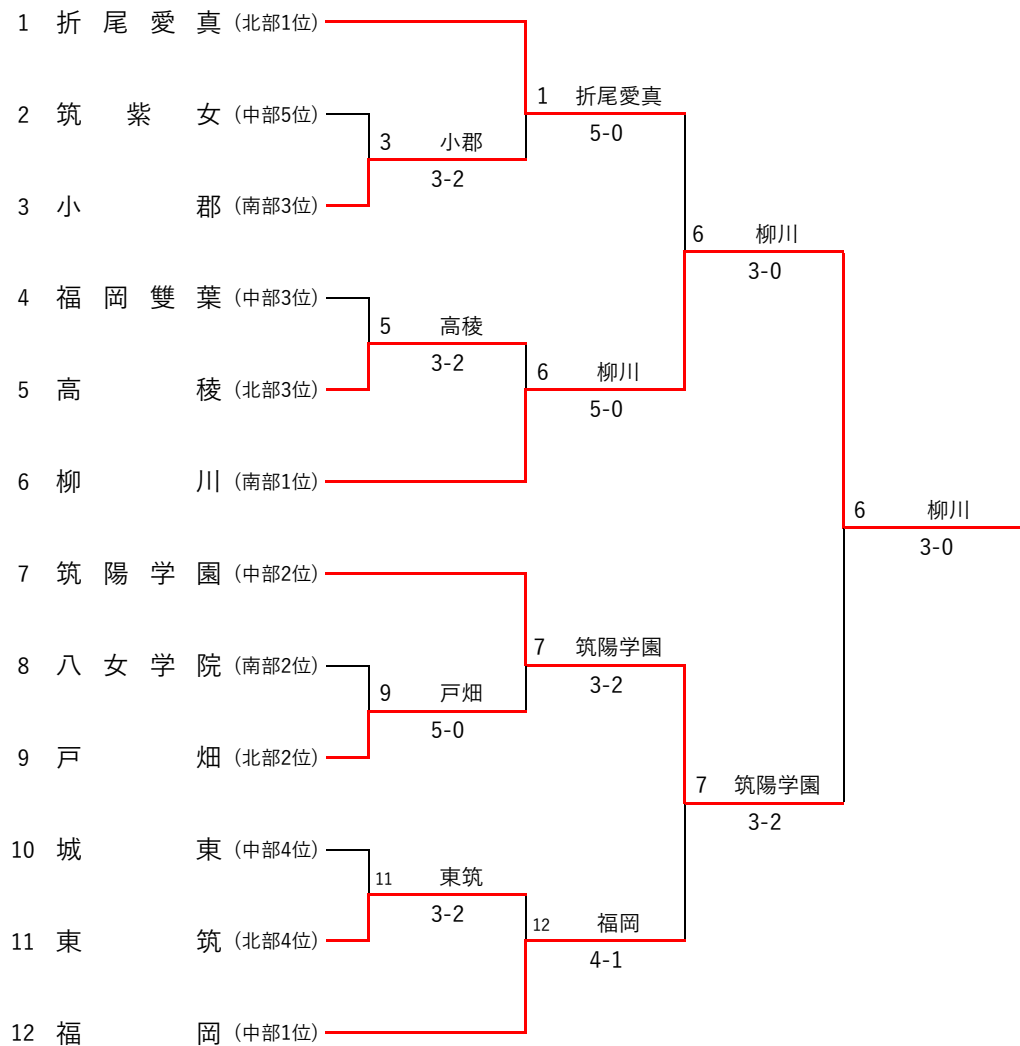 1 折尾愛真 (北部1位)
1 折尾愛真
2 筑紫女 (中部5位)
5-0
3 小郡
3-2
3 小郡 (南部3位)
6 柳川
3-0
4 福岡雙葉 (中部3位)
5 高稜
3-2
6 柳川
5 高稜 (北部3位)
5-0
6 柳川 (南部1位)
6 柳川
3-0
7 筑陽学園 (中部2位)
7 筑陽学園
8 八女学院 (南部2位)
3-2
9 戸畑
5-0
9 戸畑 (北部2位)
7 筑陽学園
3-2
10 城東 (中部4位)
11 東筑
3-2
12 福岡
11 東筑 (北部4位)
4-1
12 福岡 (中部1位)